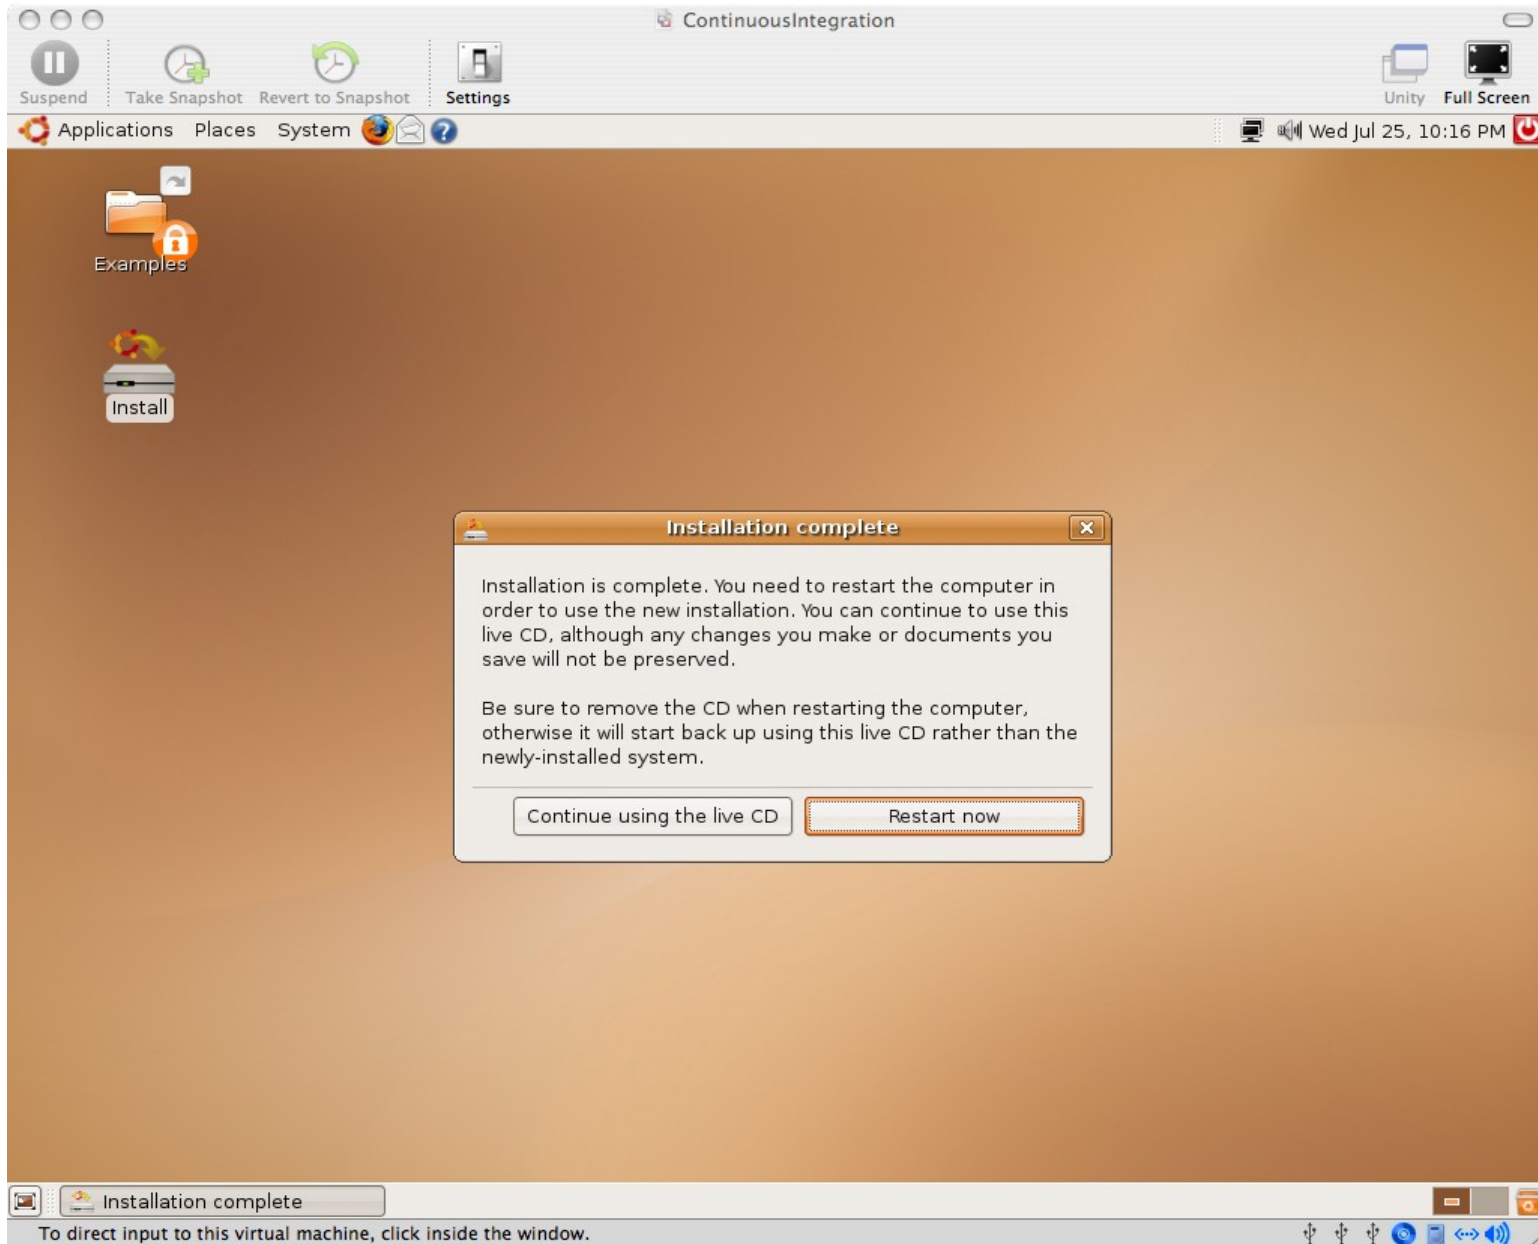 ContinuousIntegration
Suspend
Take Snapshot
Revert to Snapshot
Settings
Unity
Full Screen
Applications Places System
Wed Jul 25, 10:16 PM
Examples
Install
Installation complete
Installation is complete. You need to restart the computer in
order to use the new installation. You can continue to use this
live CD, although any changes you make or documents you
save will not be preserved.
Be sure to remove the CD when restarting the computer,
otherwise it will start back up using this live CD rather than the
newly-installed system.
Continue using the live CD
Restart now
Installation complete
To direct input to this virtual machine, click inside the window.